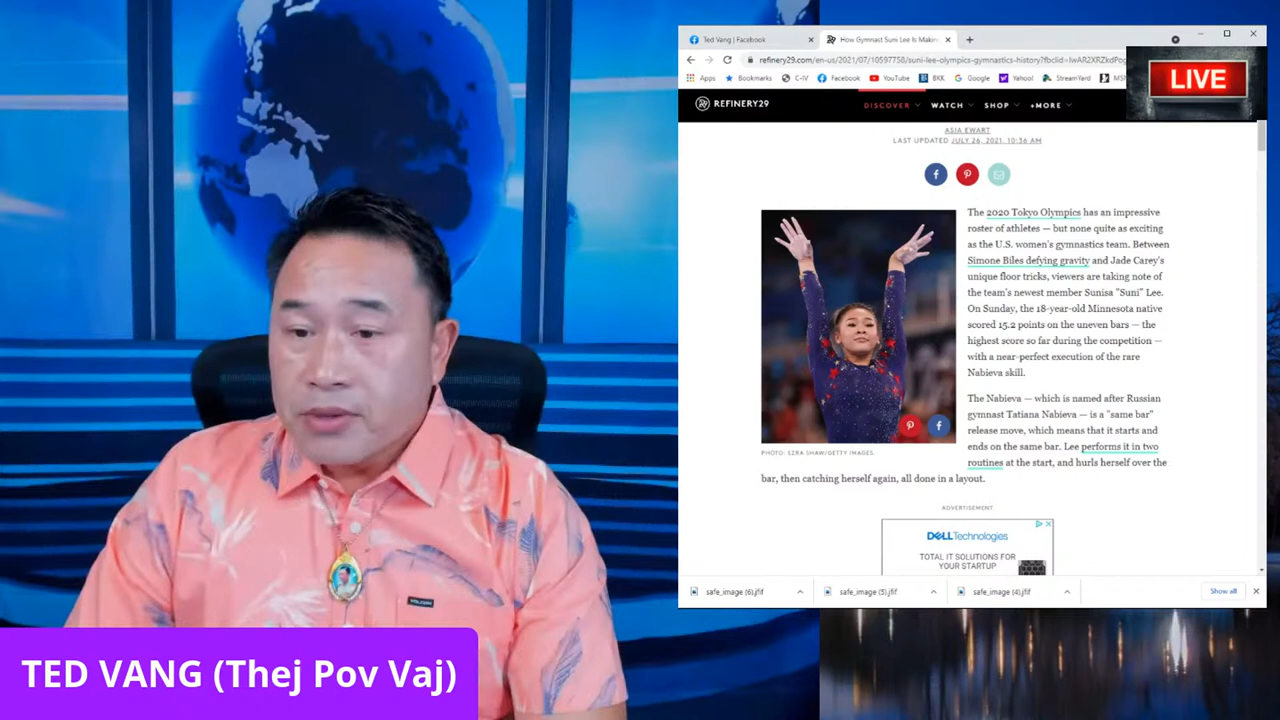 Ted Vang | Facebook
How Gymnast Suni Lee Is Makin
refinery29.com/en-us/2021/07/10597758/suni-lee-olympics-gymnastics-history?fbclid=
Apps Bookmarks C-IV Facebook YouTube BKK Google Yahoo! StreamYard
LIVE
REFINERY29
DISCOVER WATCH SHOP +MORE
ASIA EWART
LAST UPDATED JULY 26, 2021, 10:36 AM
The 2020 Tokyo Olympics has an impressive
roster of athletes — but none quite as exciting
as the U.S. women's gymnastics team. Between
Simone Biles defying gravity and Jade Carey's
unique floor tricks, viewers are taking note of
the team's newest member Sunisa "Suni" Lee.
On Sunday, the 18-year-old Minnesota native
scored 15.2 points on the uneven bars — the
highest score so far during the competition —
with a near-perfect execution of the rare
Nabieva skill.
The Nabieva — which is named after Russian
gymnast Tatiana Nabieva — is a "same bar"
release move, which means that it starts and
ends on the same bar. Lee performs it in two
routines at the start, and hurls herself over the
bar, then catching herself again, all done in a layout.
PHOTO: EZRA SHAW/GETTY IMAGES.
ADVERTISEMENT
DELL Technologies
TOTAL IT SOLUTIONS FOR
YOUR STARTUP
safe_image (6).jfif
safe_image (5).jfif
safe_image (4).jfif
Show all
VOLCOM
TED VANG (Thej Pov Vaj)